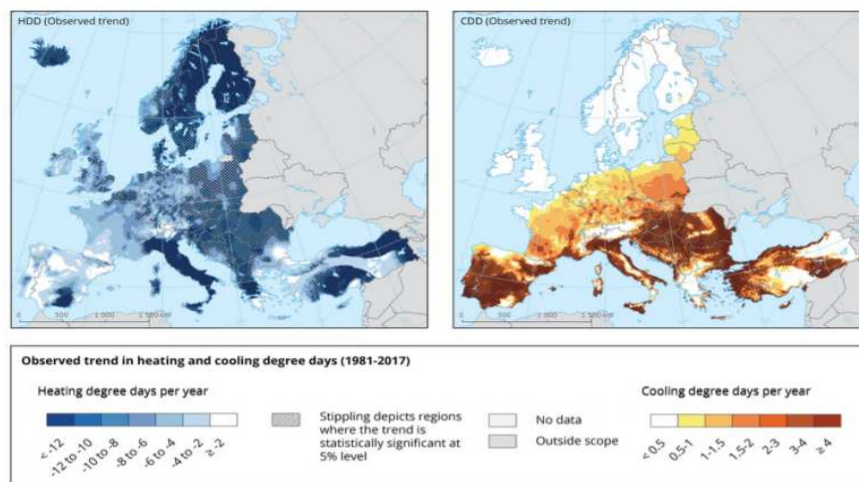 HDD (Observed trend)
CDD (Observed trend)
0 500 1 000 1 500 km
0 500 1 000 1 500 km
Observed trend in heating and cooling degree days (1981-2017)
Heating degree days per year
Cooling degree days per year
Stippling depicts regions
where the trend is
statistically significant at
5% level
No data
Outside scope
< -12
-12 to -10
-10 to -8
-8 to -6
-6 to -4
-4 to -2
≥ -2
< 0.5
0.5-1
1-1.5
1.5-2
2-3
3-4
≥ 4